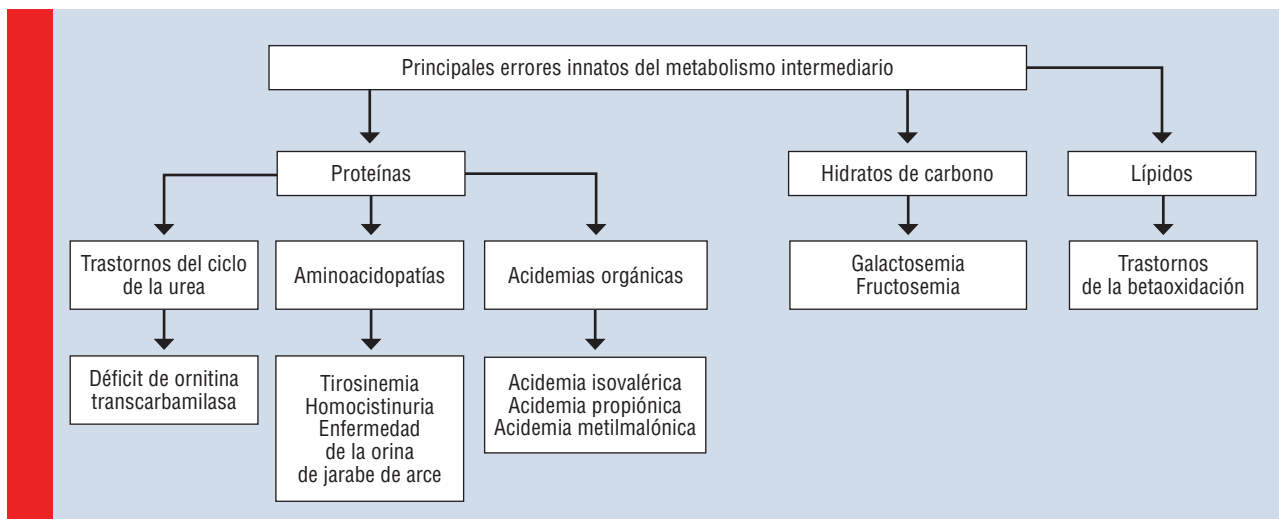 Principales errores innatos del metabolismo intermediario
Proteínas
Hidratos de carbono
Lípidos
Trastornos del ciclo
de la urea
Aminoacidopatías
Acidemias orgánicas
Galactosemia
Fructosemia
Trastornos
de la betaoxidación
Déficit de ornitina
transcarbamilasa
Tirosinemia
Homocistinuria
Enfermedad
de la orina
de jarabe de arce
Acidemia isovalérica
Acidemia propiónica
Acidemia metilmalónica